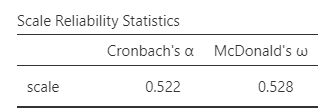 Scale Reliability Statistics
Cronbach's α McDonald's ω
scale 0.522 0.528